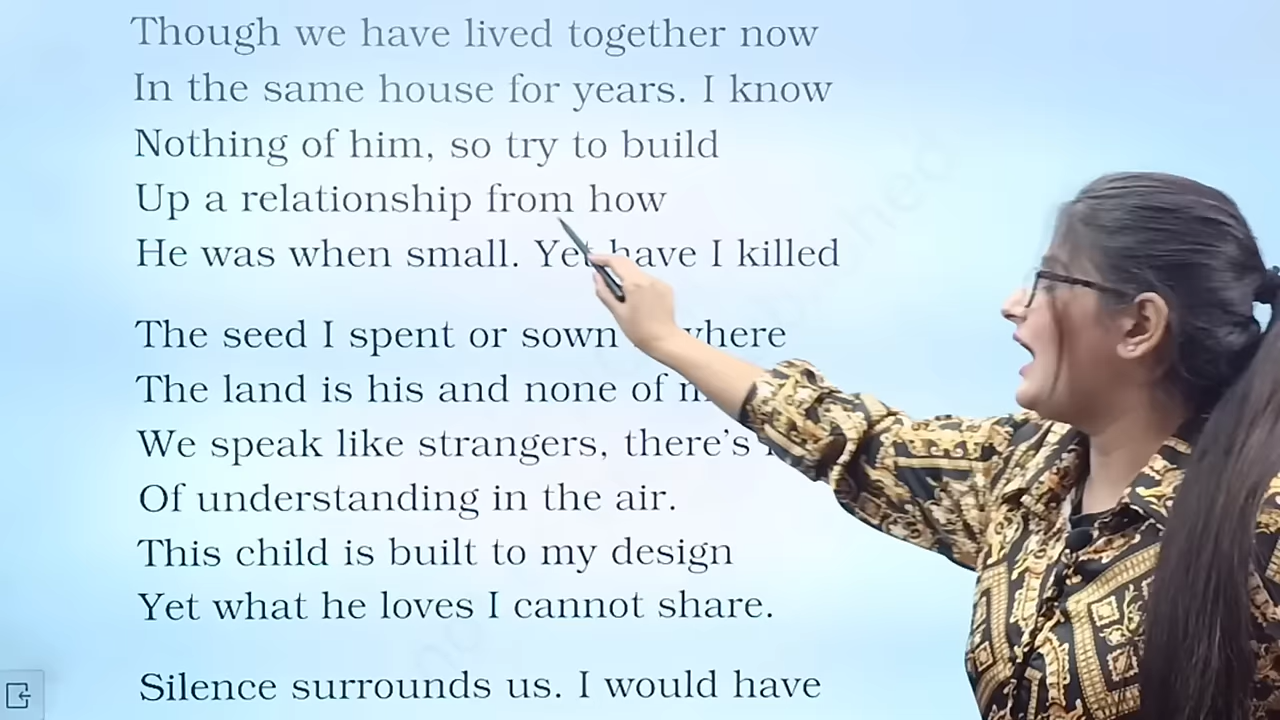 Though we have lived together now
In the same house for years. I know
Nothing of him, so try to build
Up a relationship from how
He was when small. Yet have I killed
The seed I spent or sown where
The land is his and none of
We speak like strangers, there's
Of understanding in the air.
This child is built to my design
Yet what he loves I cannot share.
Silence surrounds us. I would have